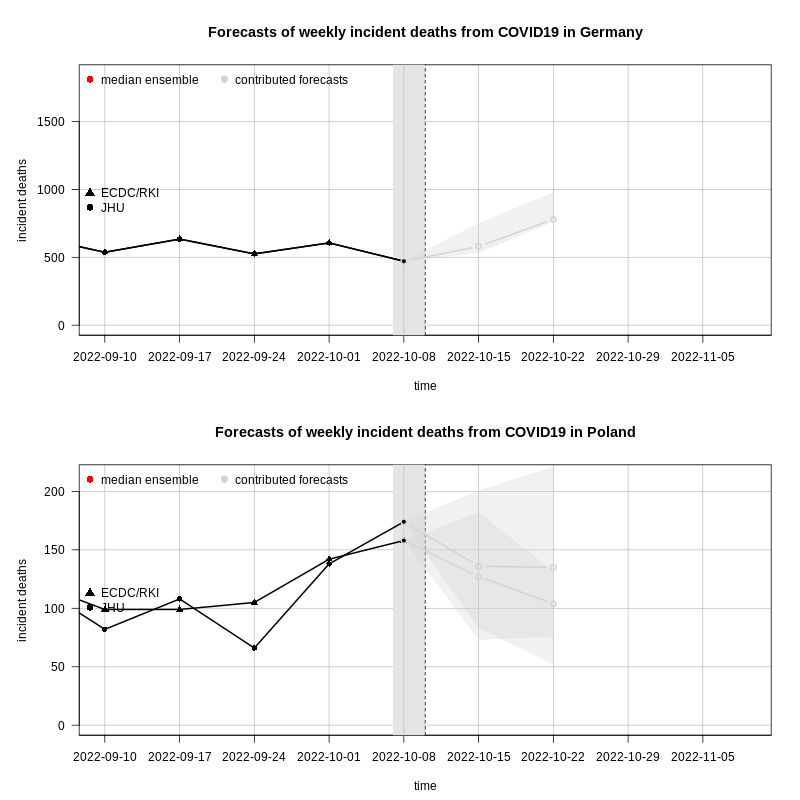 Forecasts of weekly incident deaths from COVID19 in Germany
median ensemble contributed forecasts
1500
1000
500
0
incident deaths
ECDC/RKI
JHU
2022-09-10 2022-09-17 2022-09-24 2022-10-01 2022-10-08 2022-10-15 2022-10-22 2022-10-29 2022-11-05
time
Forecasts of weekly incident deaths from COVID19 in Poland
median ensemble contributed forecasts
200
150
100
50
0
incident deaths
ECDC/RKI
JHU
2022-09-10 2022-09-17 2022-09-24 2022-10-01 2022-10-08 2022-10-15 2022-10-22 2022-10-29 2022-11-05
time